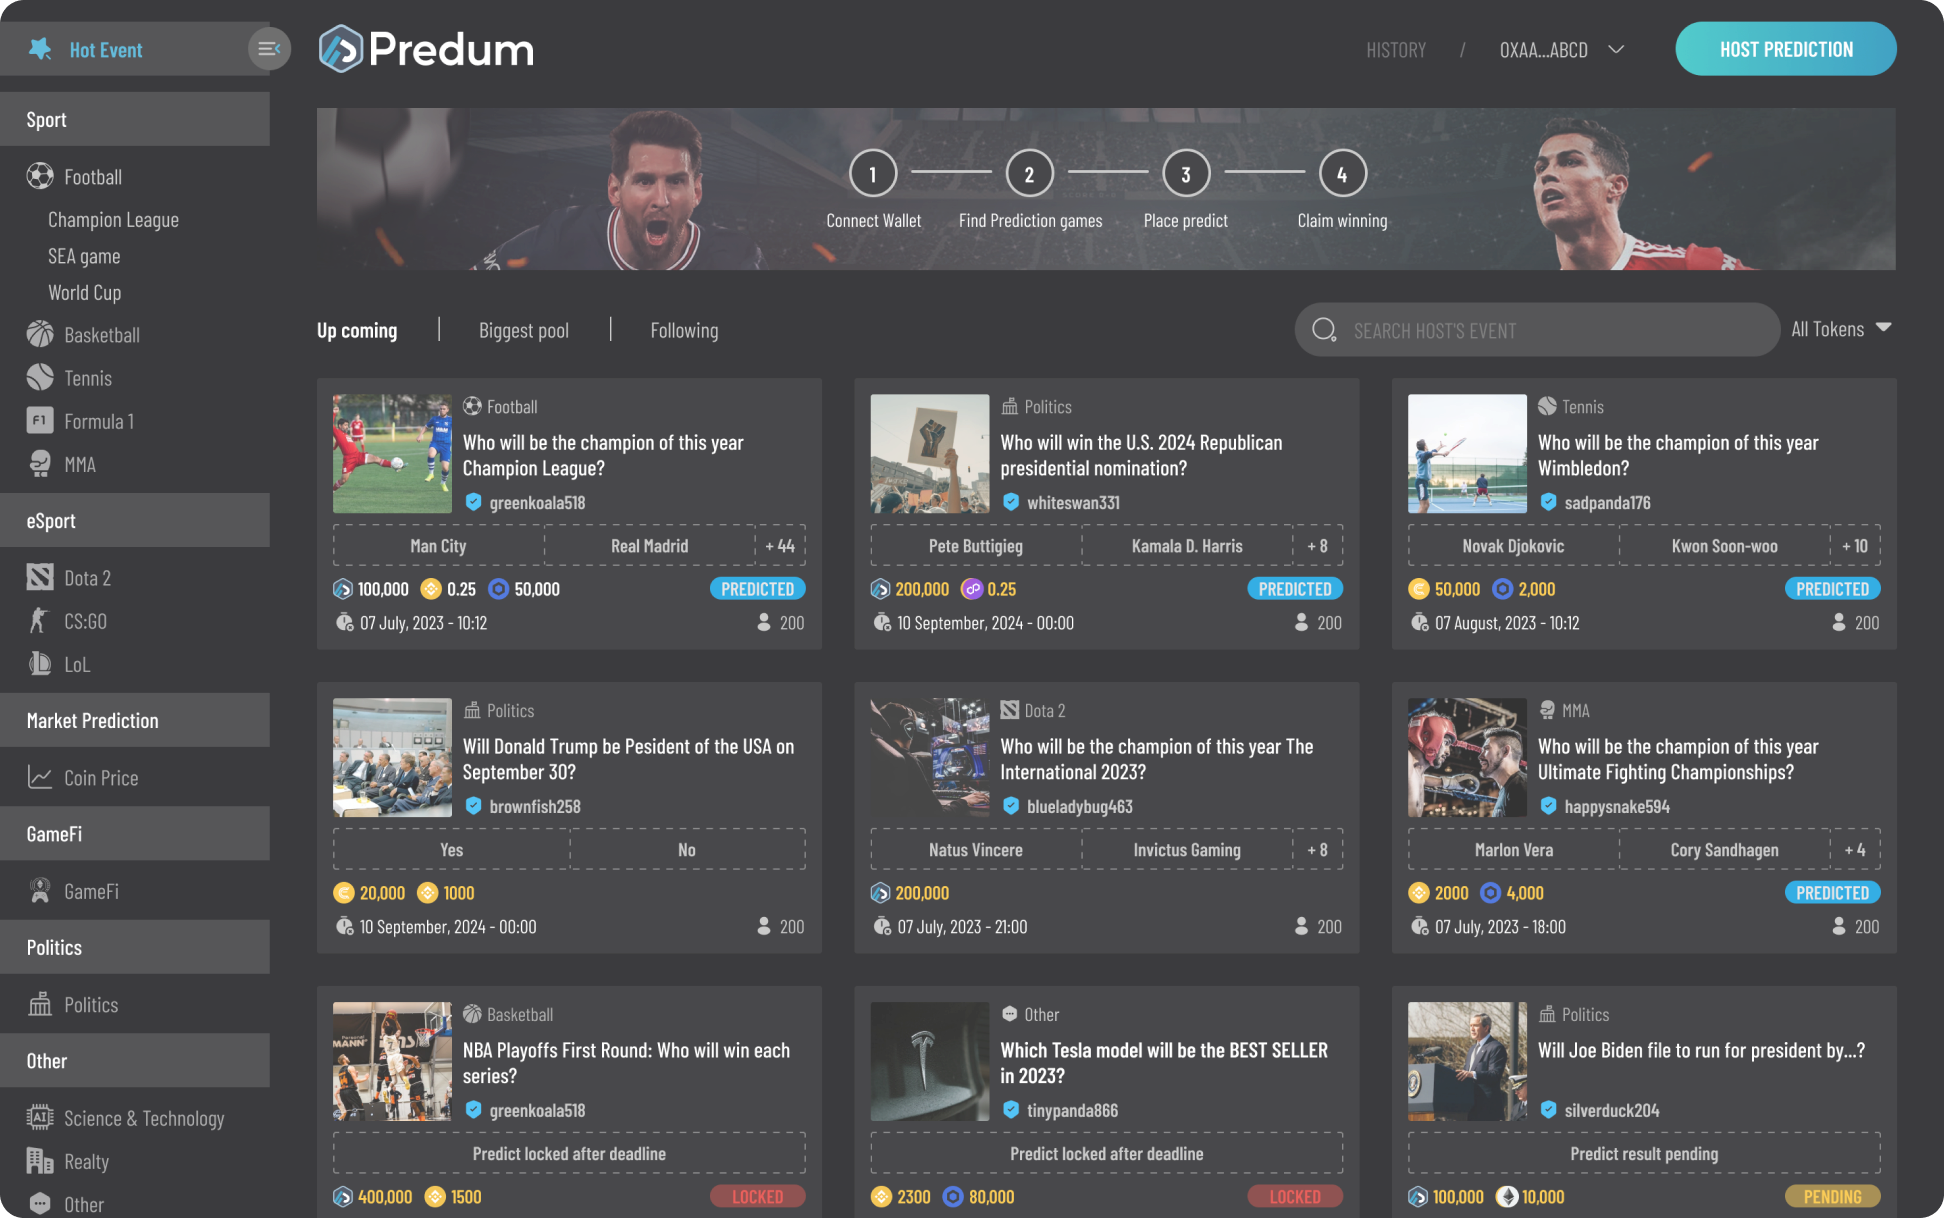 Hot Event
Predum
HISTORY / 0XAA...ABCD
HOST PREDICTION
Sport
Football
Champion League
SEA game
World Cup
Basketball
Tennis
F1 Formula 1
MMA
eSport
Dota 2
CS:GO
LoL
Market Prediction
Coin Price
GameFi
GameFi
Politics
Politics
Other
AI Science & Technology
Realty
Other
1 2 3 4
Connect Wallet Find Prediction games Place predict Claim winning
Up coming | Biggest pool | Following
SEARCH HOST'S EVENT
All Tokens
Football
Who will be the champion of this year
Champion League?
greenkoala518
Man City Real Madrid + 44
100,000 0.25 50,000 PREDICTED
07 July, 2023 - 10:12 200
Politics
Who will win the U.S. 2024 Republican
presidential nomination?
whiteswan331
Pete Buttigieg Kamala D. Harris + 8
200,000 0.25 PREDICTED
10 September, 2024 - 00:00 200
Tennis
Who will be the champion of this year
Wimbledon?
sadpanda176
Novak Djokovic Kwon Soon-woo + 10
50,000 2,000 PREDICTED
07 August, 2023 - 10:12 200
Politics
Will Donald Trump be Pesident of the USA on
September 30?
brownfish258
Yes No
20,000 1000
10 September, 2024 - 00:00 200
Dota 2
Who will be the champion of this year The
International 2023?
blueladybug463
Natus Vincere Invictus Gaming + 8
200,000
07 July, 2023 - 21:00 200
MMA
Who will be the champion of this year
Ultimate Fighting Championships?
happysnake594
Marlon Vera Cory Sandhagen + 4
2000 4,000 PREDICTED
07 July, 2023 - 18:00 200
Basketball
NBA Playoffs First Round: Who will win each
series?
greenkoala518
Predict locked after deadline
400,000 1500 LOCKED
Other
Which Tesla model will be the BEST SELLER
in 2023?
tinypanda866
Predict locked after deadline
2300 80,000 LOCKED
Politics
Will Joe Biden file to run for president by...?
silverduck204
Predict result pending
100,000 10,000 PENDING